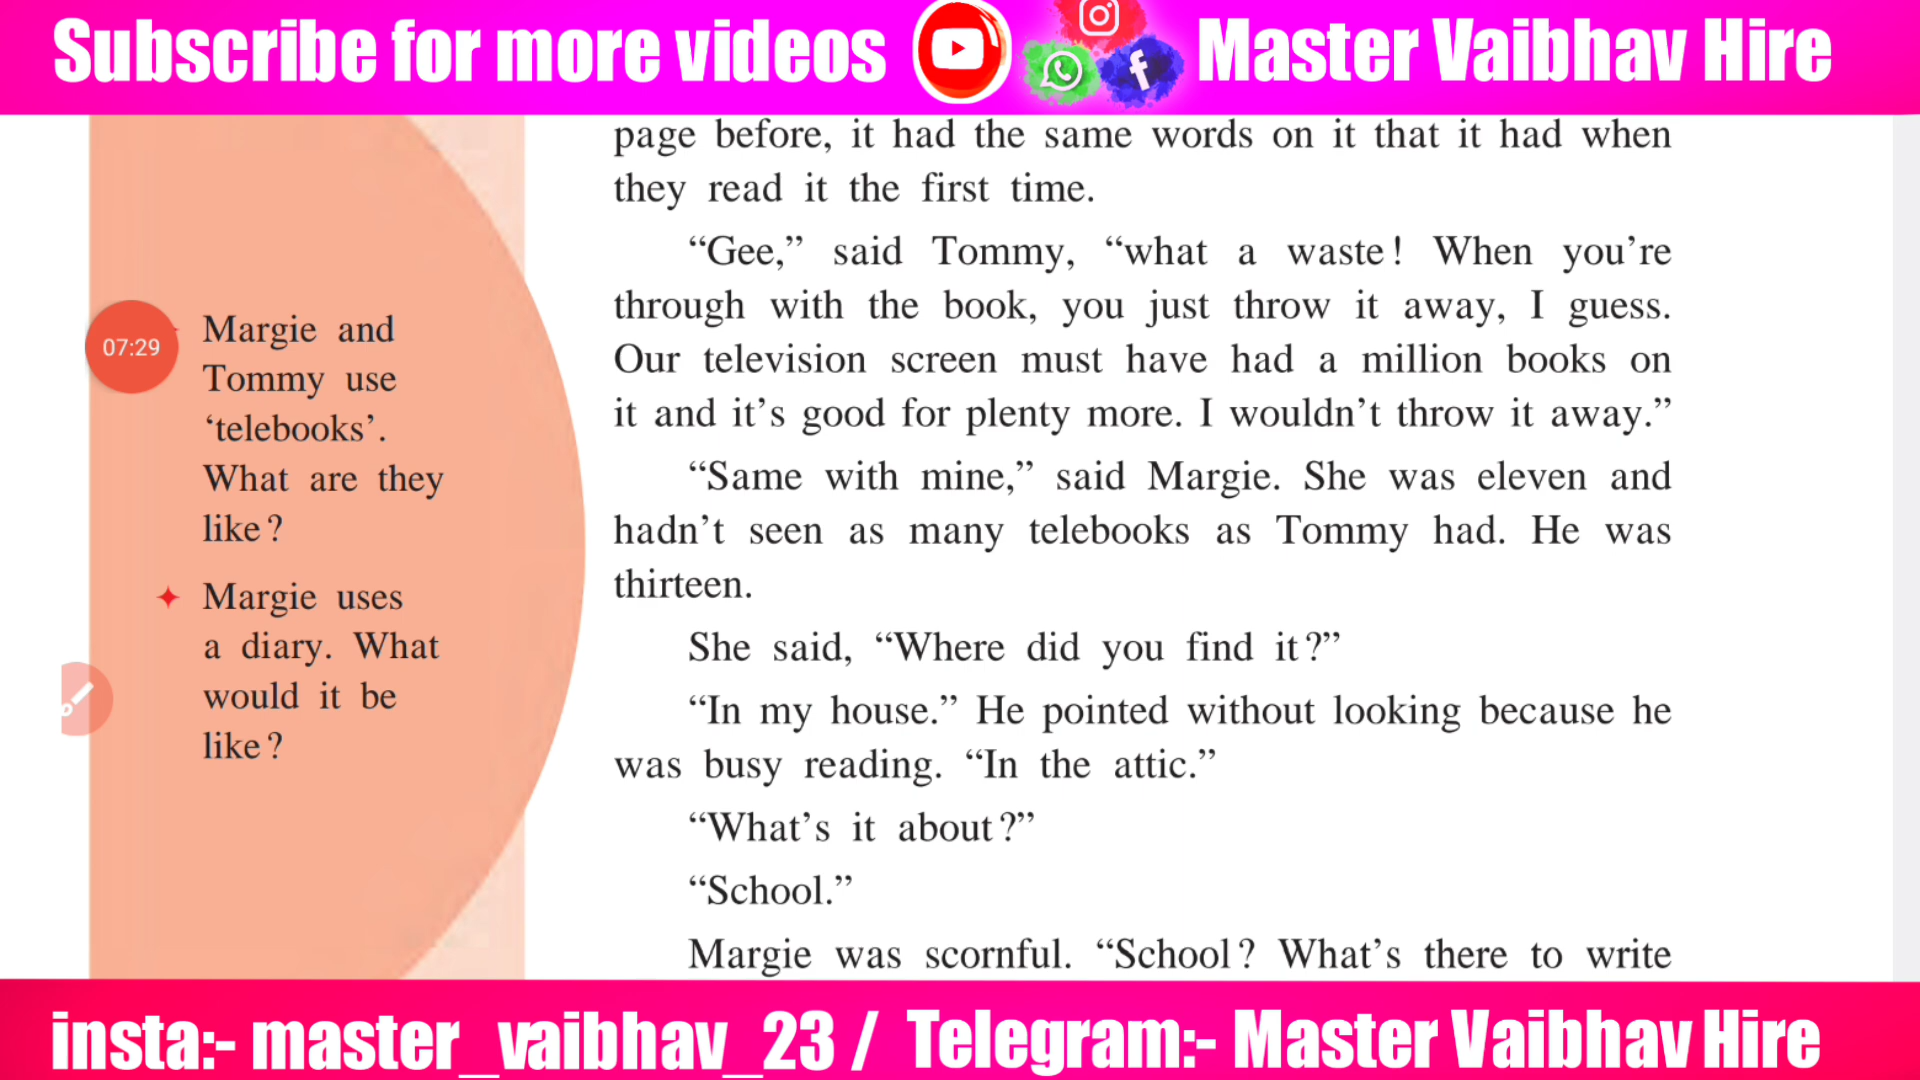 Subscribe for more videos Master Vaibhav Hire
page before, it had the same words on it that it had when
they read it the first time.
“Gee,” said Tommy, “what a waste! When you’re
through with the book, you just throw it away, I guess.
Our television screen must have had a million books on
it and it’s good for plenty more. I wouldn’t throw it away.”
“Same with mine,” said Margie. She was eleven and
hadn’t seen as many telebooks as Tommy had. He was
thirteen.
She said, “Where did you find it?”
“In my house.” He pointed without looking because he
was busy reading. “In the attic.”
“What’s it about?”
“School.”
Margie was scornful. “School? What’s there to write
07:29
Margie and
Tommy use
‘telebooks’.
What are they
like?
Margie uses
a diary. What
would it be
like?
insta:- master_vaibhav_23 / Telegram:- Master Vaibhav Hire